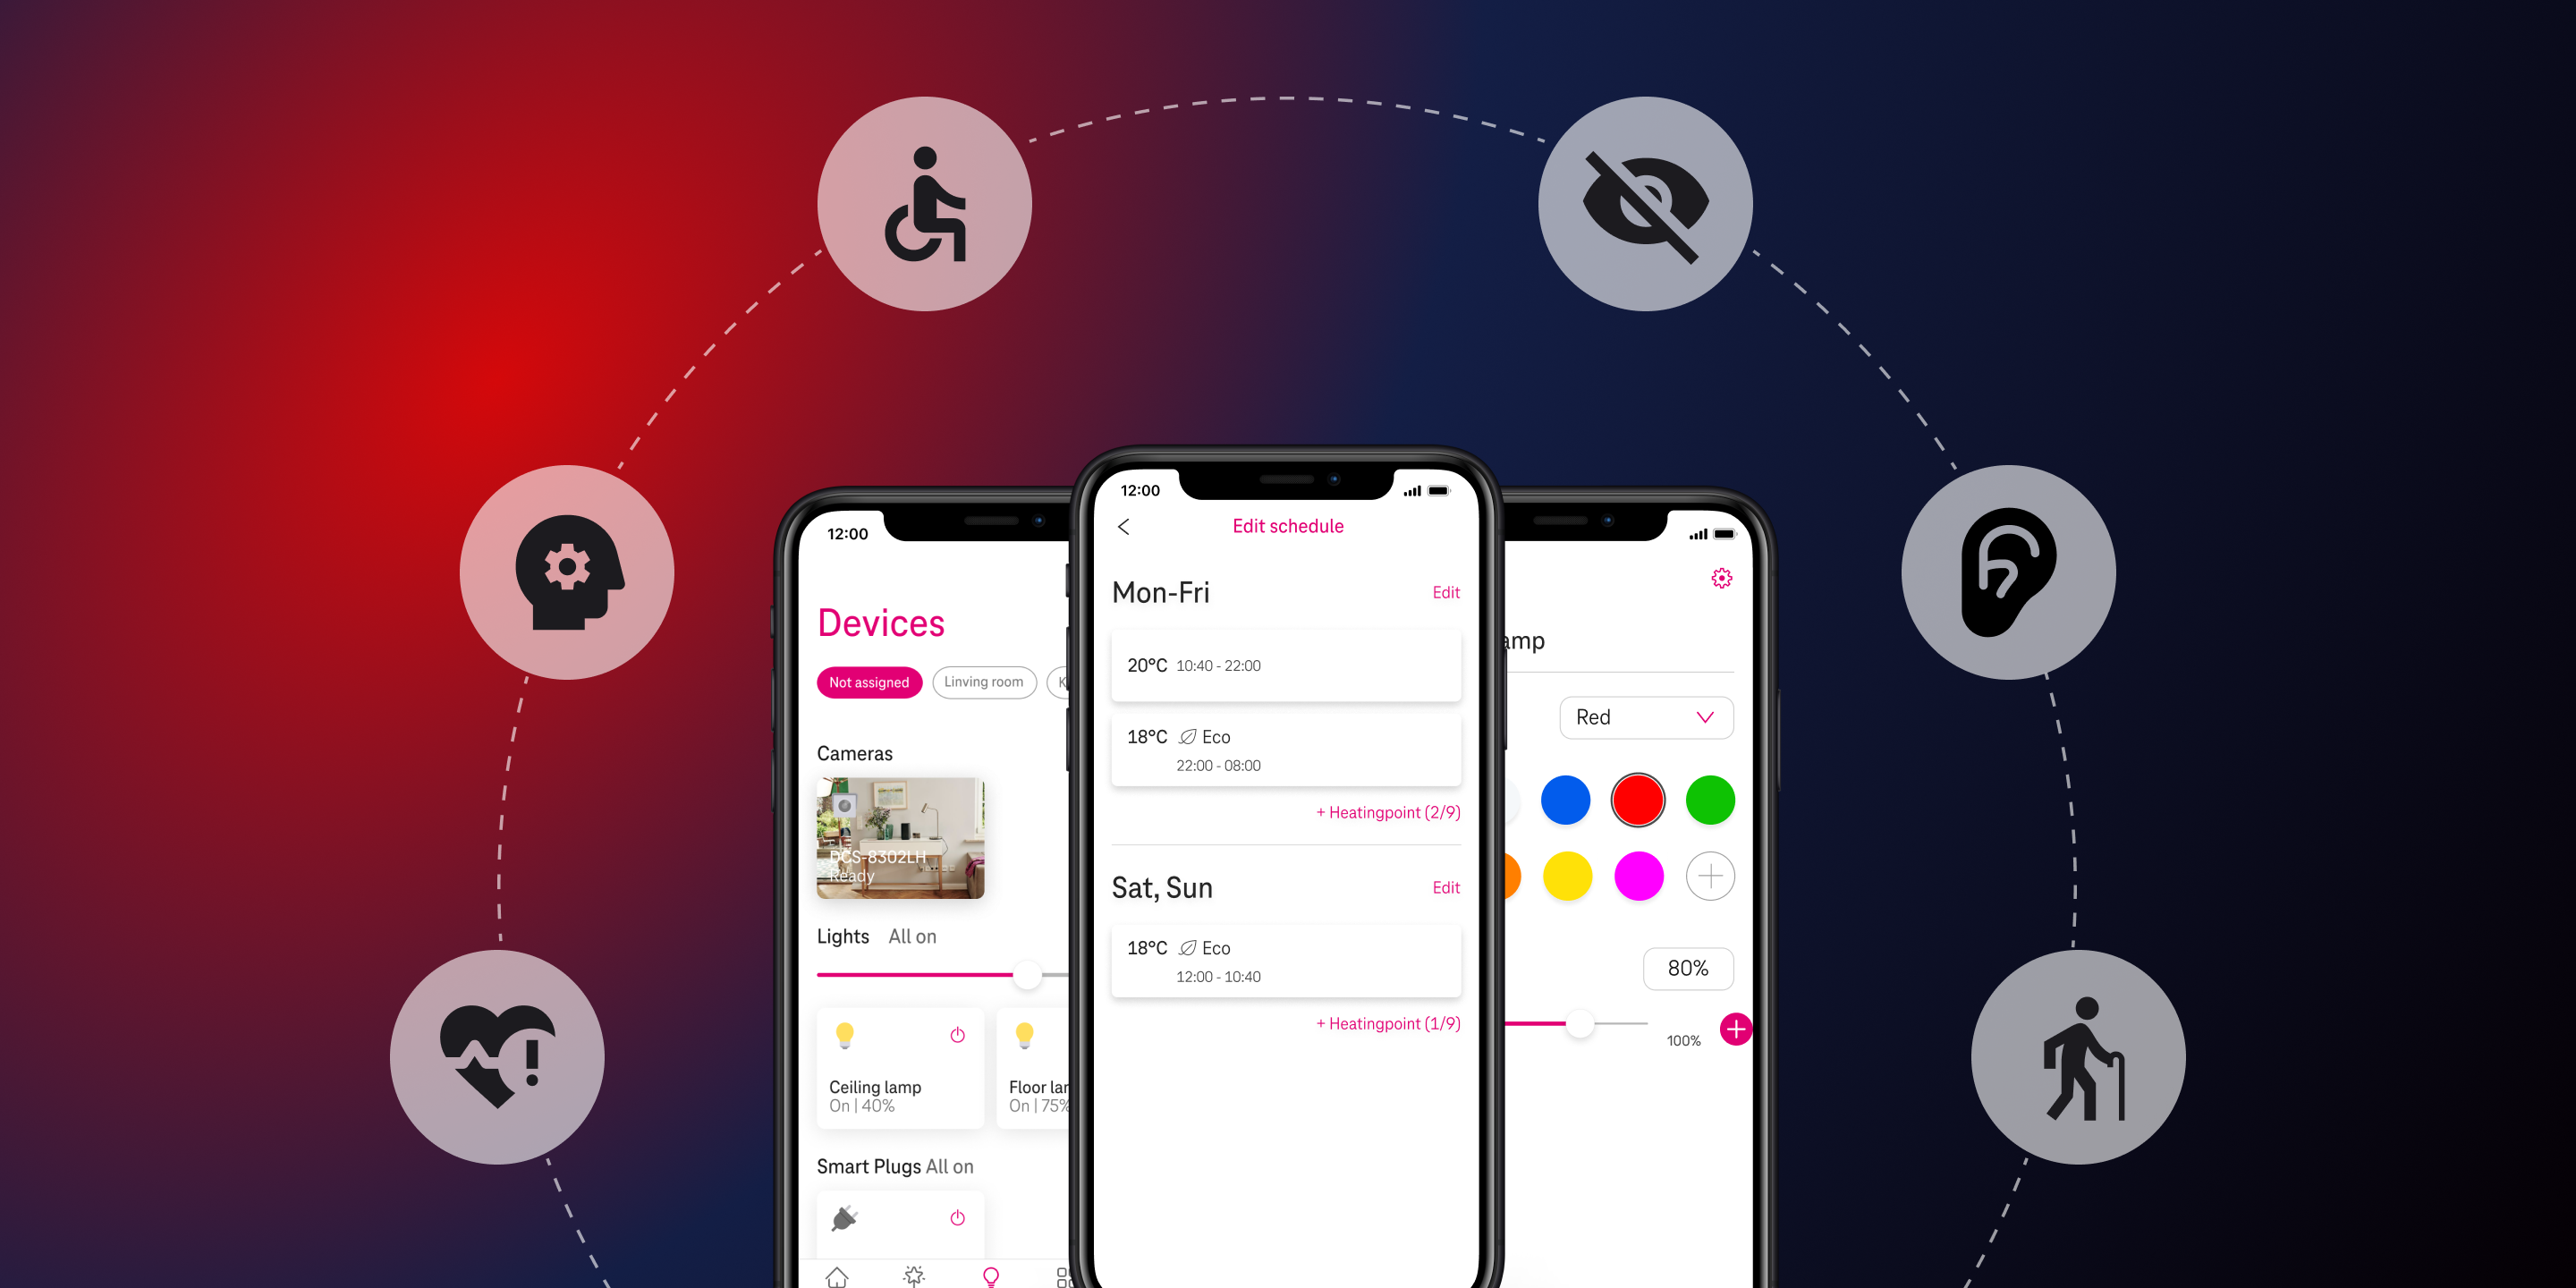 12:00
Devices
Not assigned
Linving room
K
Cameras
DCS-8302LH
Ready
Lights All on
Ceiling lamp
On | 40%
Floor lar
On | 75%
Smart Plugs All on
12:00
Edit schedule
Mon-Fri
Edit
20°C 10:40 - 22:00
18°C Eco
22:00 - 08:00
+ Heatingpoint (2/9)
Sat, Sun
Edit
18°C Eco
12:00 - 10:40
+ Heatingpoint (1/9)
amp
Red
80%
100%